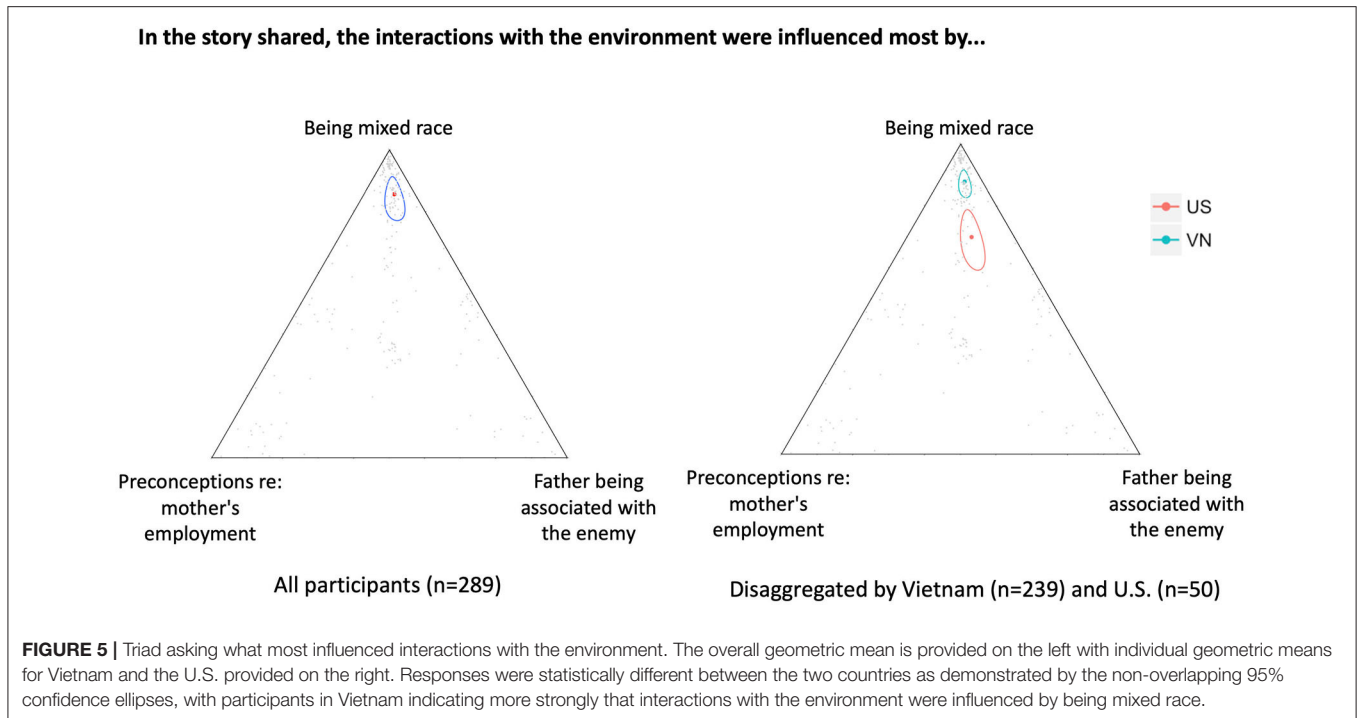 In the story shared, the interactions with the environment were influenced most by...
Being mixed race
Preconceptions re:
mother's
employment
Father being
associated with
the enemy
All participants (n=289)
Being mixed race
US
VN
Preconceptions re:
mother's
employment
Father being
associated with
the enemy
Disaggregated by Vietnam (n=239) and U.S. (n=50)
FIGURE 5 | Triad asking what most influenced interactions with the environment. The overall geometric mean is provided on the left with individual geometric means
for Vietnam and the U.S. provided on the right. Responses were statistically different between the two countries as demonstrated by the non-overlapping 95%
confidence ellipses, with participants in Vietnam indicating more strongly that interactions with the environment were influenced by being mixed race.